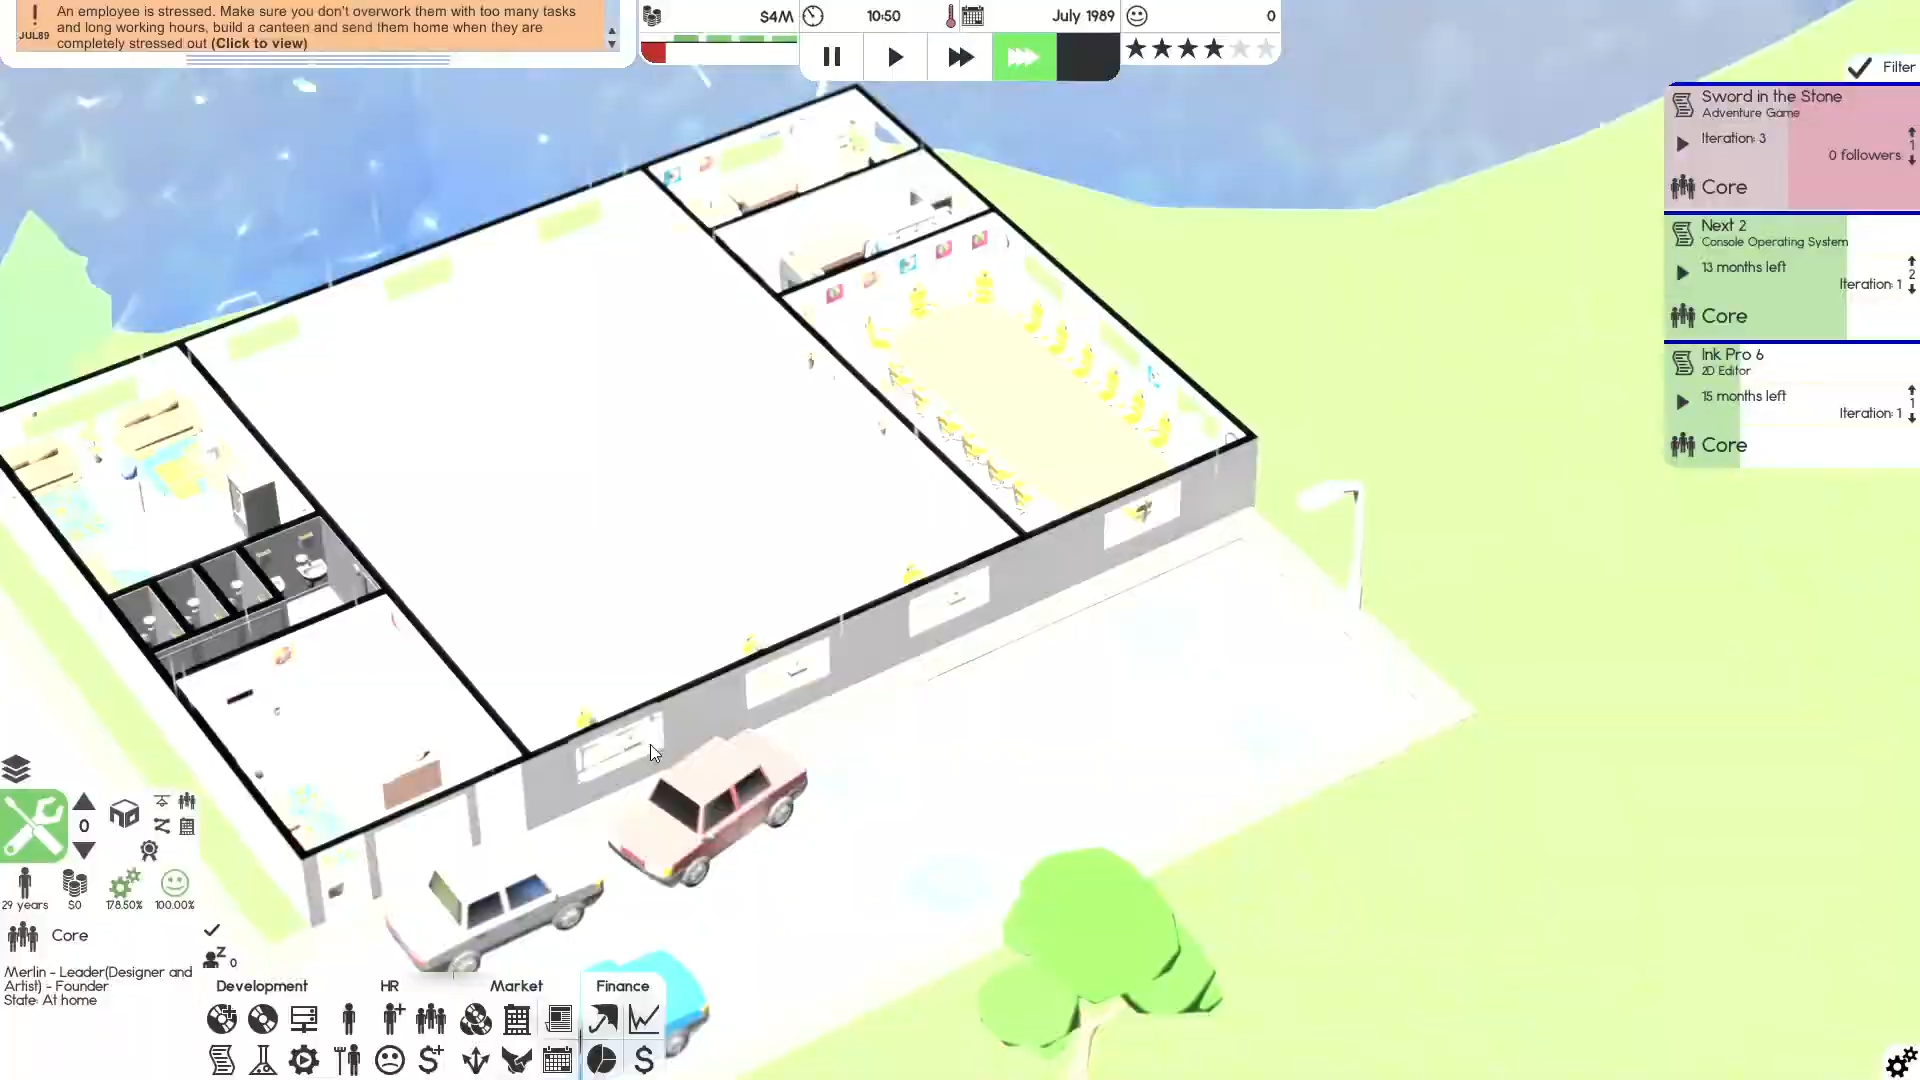 An employee is stressed. Make sure you don't overwork them with too many tasks
and long working hours, build a canteen and send them home when they are
completely stressed out (Click to view)
JUL89
$4M
10:50
July 1989
0
Filter
Sword in the Stone
Adventure Game
Iteration: 3
1
0 followers
Core
Next 2
Console Operating System
13 months left
2
Iteration: 1
Core
Ink Pro 6
2D Editor
15 months left
1
Iteration: 1
Core
0
29 years
$0
178.50%
100.00%
Core
0
Merlin - Leader(Designer and
Artist) - Founder
State: At home
Development
HR
Market
Finance